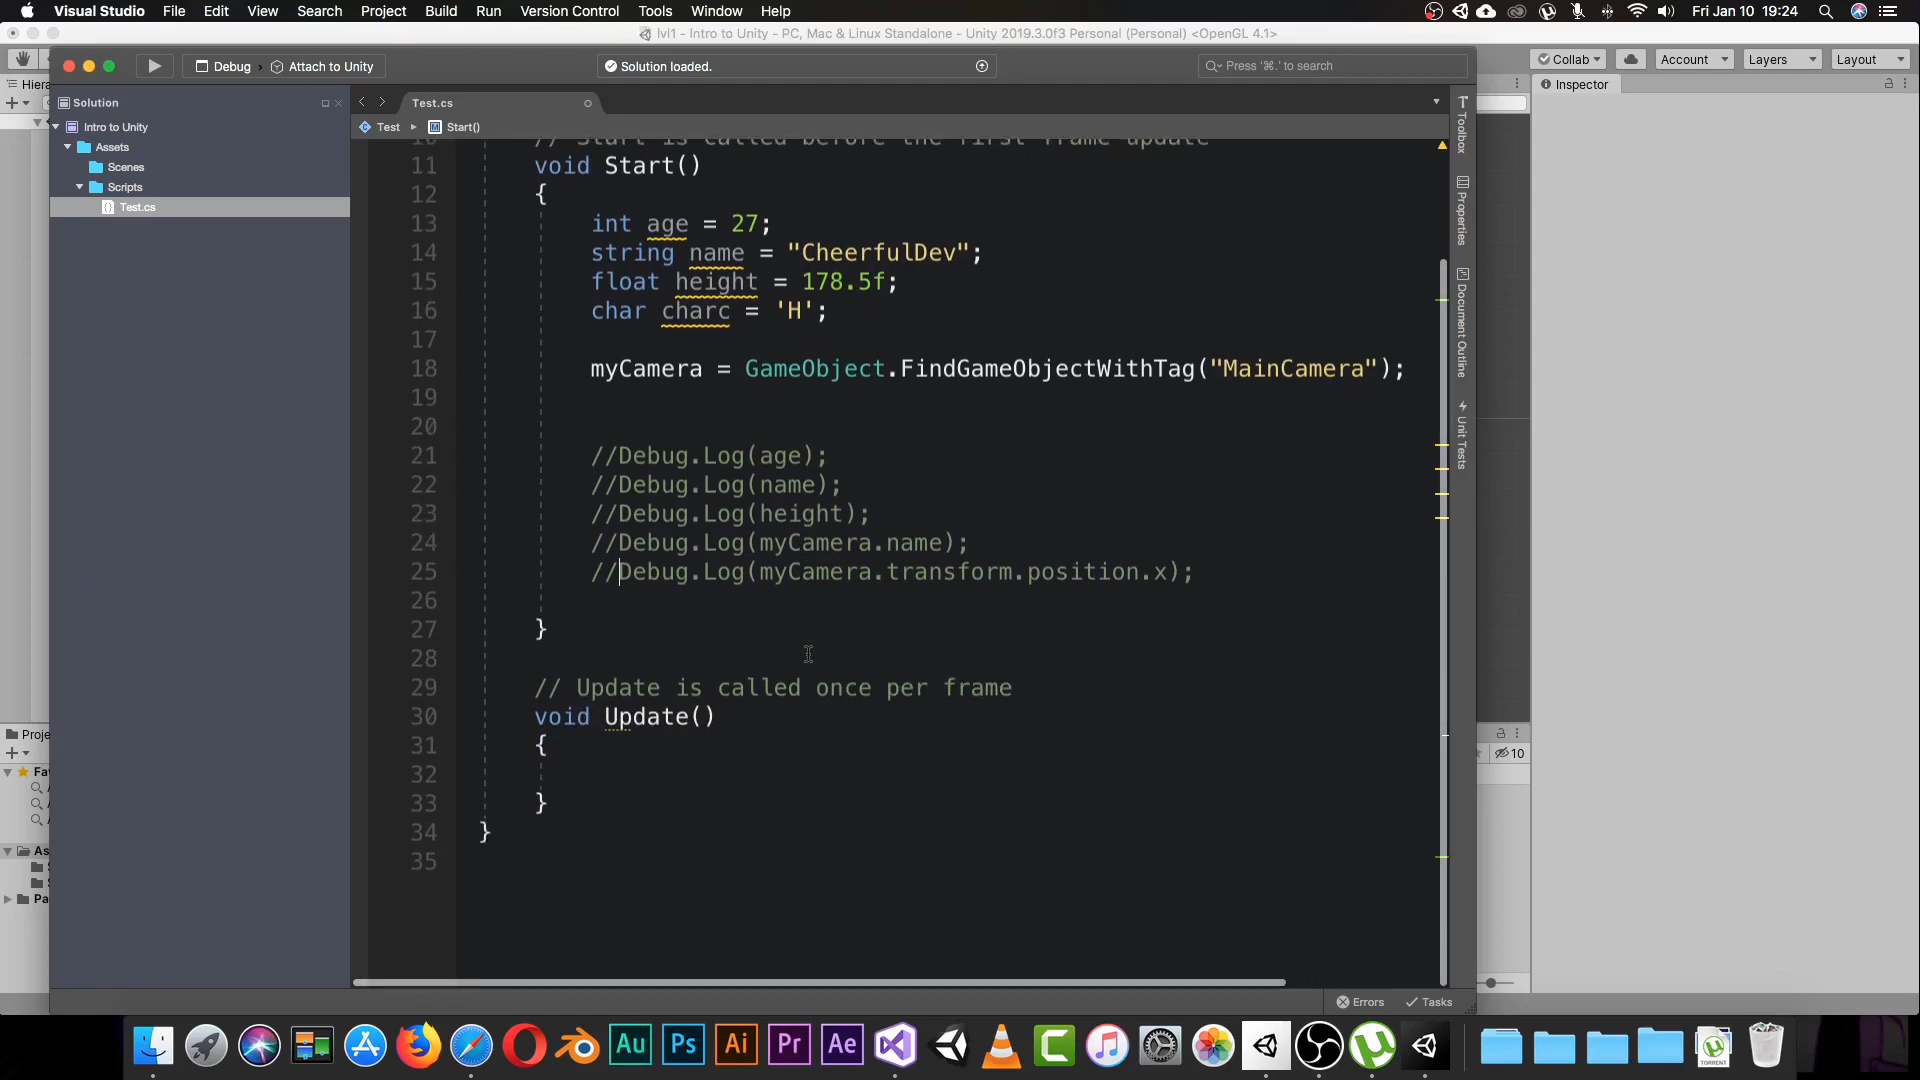 Visual Studio File Edit View Search Project Build Run Version Control Tools Window Help Fri Jan 10 19:24
lvl1 - Intro to Unity - PC, Mac & Linux Standalone - Unity 2019.3.0f3 Personal (Personal) <OpenGL 4.1>
Debug Attach to Unity Solution loaded. Press '⌘.' to search Collab Account Layers Layout
Hiera Inspector
Solution Test.cs
Intro to Unity Test Start()
Assets
Scenes
Scripts
Test.cs
Toolbox
Properties
Document Outline
Unit Tests
10 // Start is called before the first frame update
11 void Start()
12 {
13 int age = 27;
14 string name = "CheerfulDev";
15 float height = 178.5f;
16 char charc = 'H';
17
18 myCamera = GameObject.FindGameObjectWithTag("MainCamera");
19
20
21 //Debug.Log(age);
22 //Debug.Log(name);
23 //Debug.Log(height);
24 //Debug.Log(myCamera.name);
25 //Debug.Log(myCamera.transform.position.x);
26
27 }
28
29 // Update is called once per frame
30 void Update()
31 {
32
33 }
34 }
35
Proje
10
Fav
As
Pa
Errors Tasks
Au Ps Ai Pr Ae
TORRENT